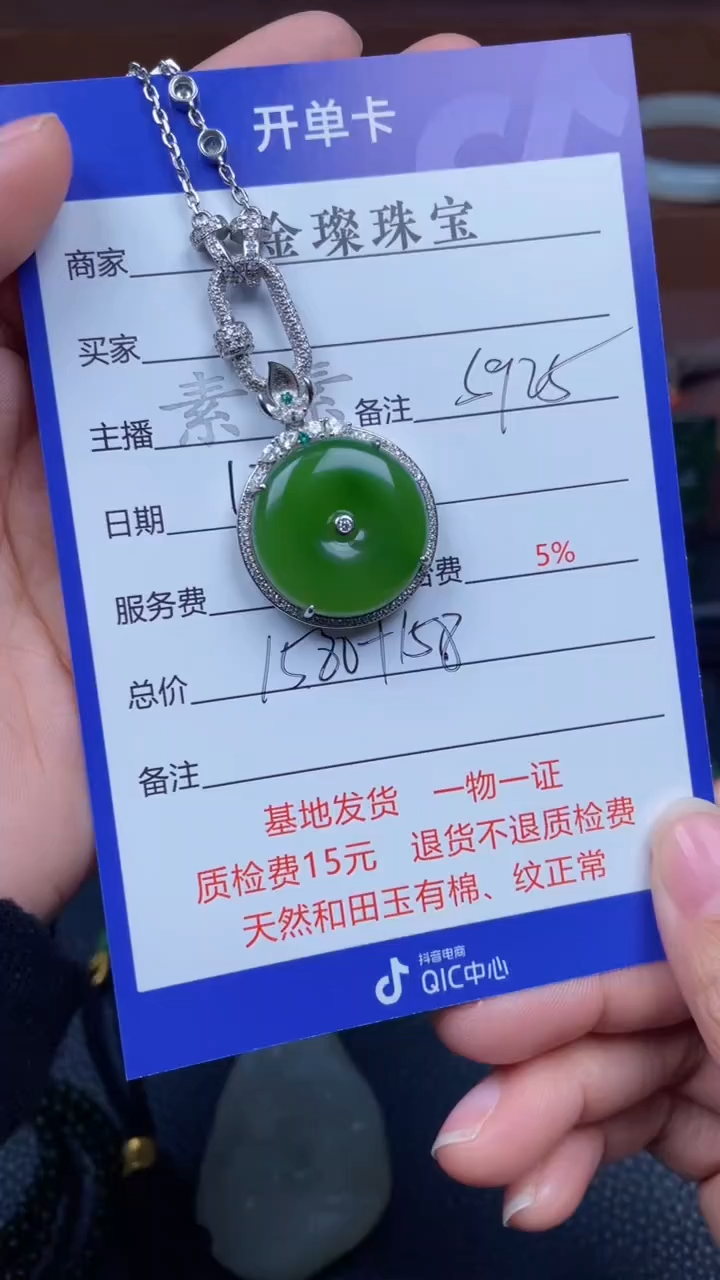 开单卡
商家 金璨珠宝
买家
主播 素素 备注 S925
日期
服务费 费 5%
总价 1580+158
备注
基地发货 一物一证
质检费15元 退货不退质检费
天然和田玉有棉、纹正常
抖音电商
QIC中心